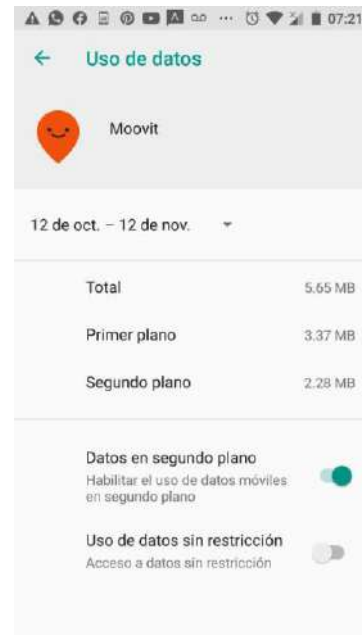 07:21
Uso de datos
Moovit
12 de oct. – 12 de nov.
Total 5.65 MB
Primer plano 3.37 MB
Segundo plano 2.28 MB
Datos en segundo plano
Habilitar el uso de datos móviles
en segundo plano
Uso de datos sin restricción
Acceso a datos sin restricción